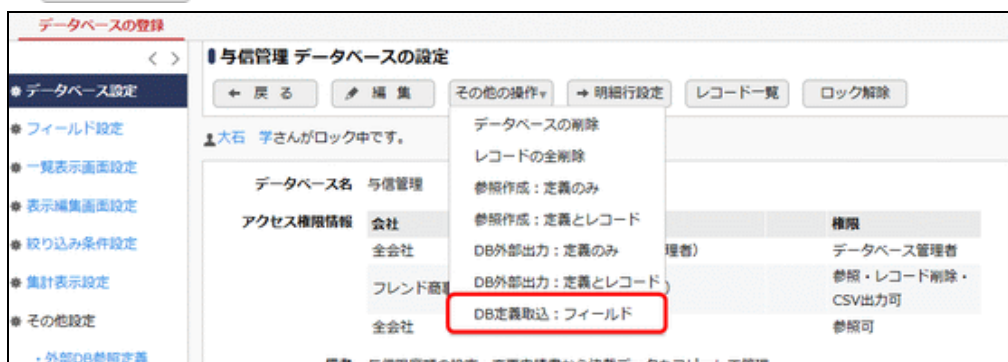 データベースの登録
< >
与信管理 データベースの設定
データベース設定
← 戻 る 編 集 その他の操作▾ → 明細行設定 レコード一覧 ロック解除
フィールド設定
大石 学さんがロック中です。
データベースの削除
一覧表示画面設定
レコードの全削除
データベース名 与信管理
参照作成:定義のみ
表示編集画面設定
アクセス権限情報 会社 権限
参照作成:定義とレコード
絞り込み条件設定
全会社 理者) データベース管理者
DB外部出力:定義のみ
集計表示設定
フレンド商 ) 参照・レコード削除・
CSV出力可
DB外部出力:定義とレコード
その他設定
全会社 参照可
DB定義取込:フィールド
・外部DB参照定義